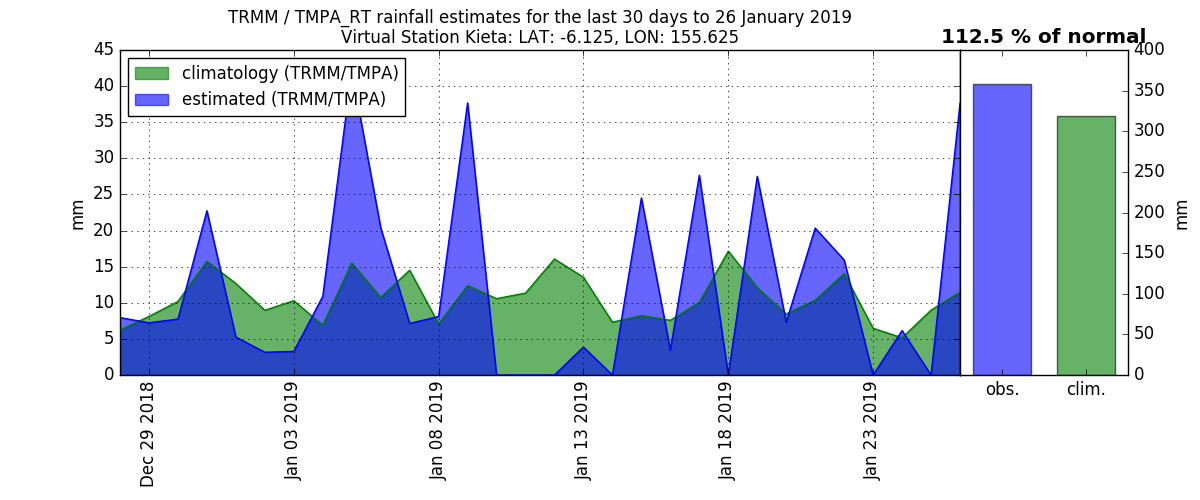 TRMM / TMPA_RT rainfall estimates for the last 30 days to 26 January 2019
Virtual Station Kieta: LAT: -6.125, LON: 155.625
112.5 % of normal
climatology (TRMM/TMPA)
estimated (TRMM/TMPA)
45
40
35
30
25
20
15
10
5
0
mm
Dec 29 2018
Jan 03 2019
Jan 08 2019
Jan 13 2019
Jan 18 2019
Jan 23 2019
400
350
300
250
200
150
100
50
0
mm
obs.
clim.